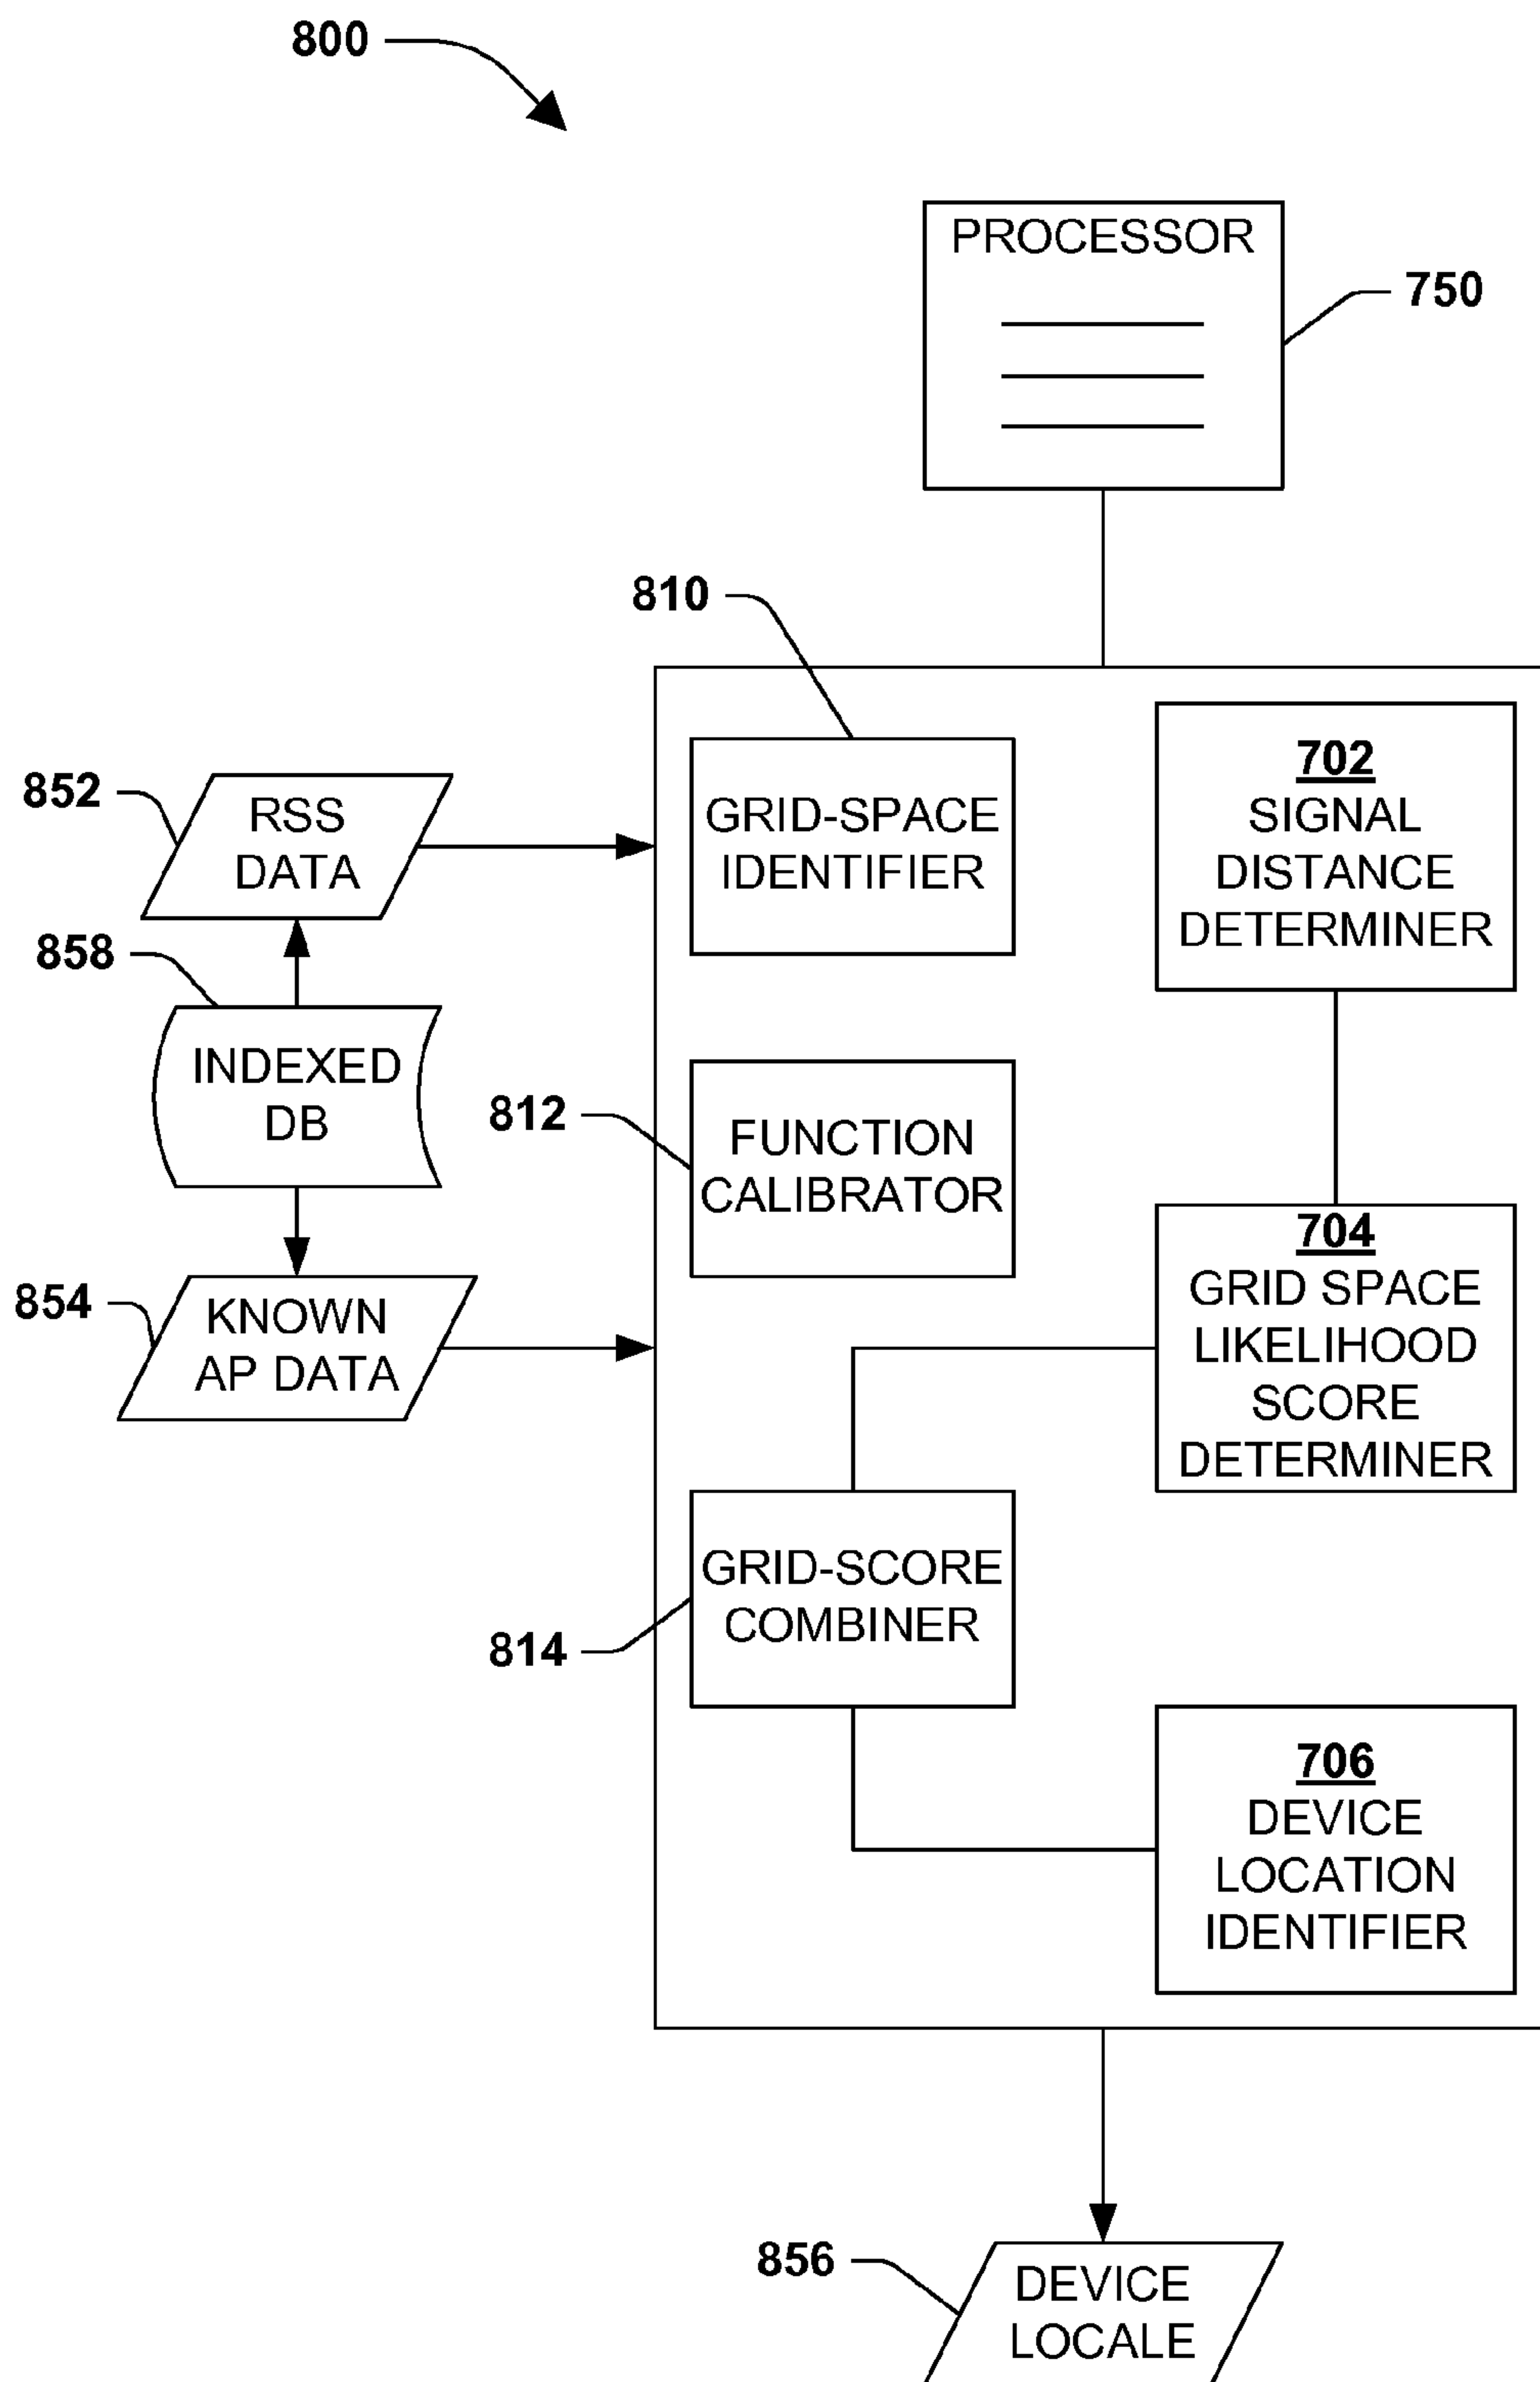 800
PROCESSOR
750
810
852
RSS
DATA
GRID-SPACE
IDENTIFIER
702
SIGNAL
DISTANCE
DETERMINER
858
INDEXED
DB
812
FUNCTION
CALIBRATOR
854
KNOWN
AP DATA
704
GRID SPACE
LIKELIHOOD
SCORE
DETERMINER
GRID-SCORE
COMBINER
814
706
DEVICE
LOCATION
IDENTIFIER
856
DEVICE
LOCALE